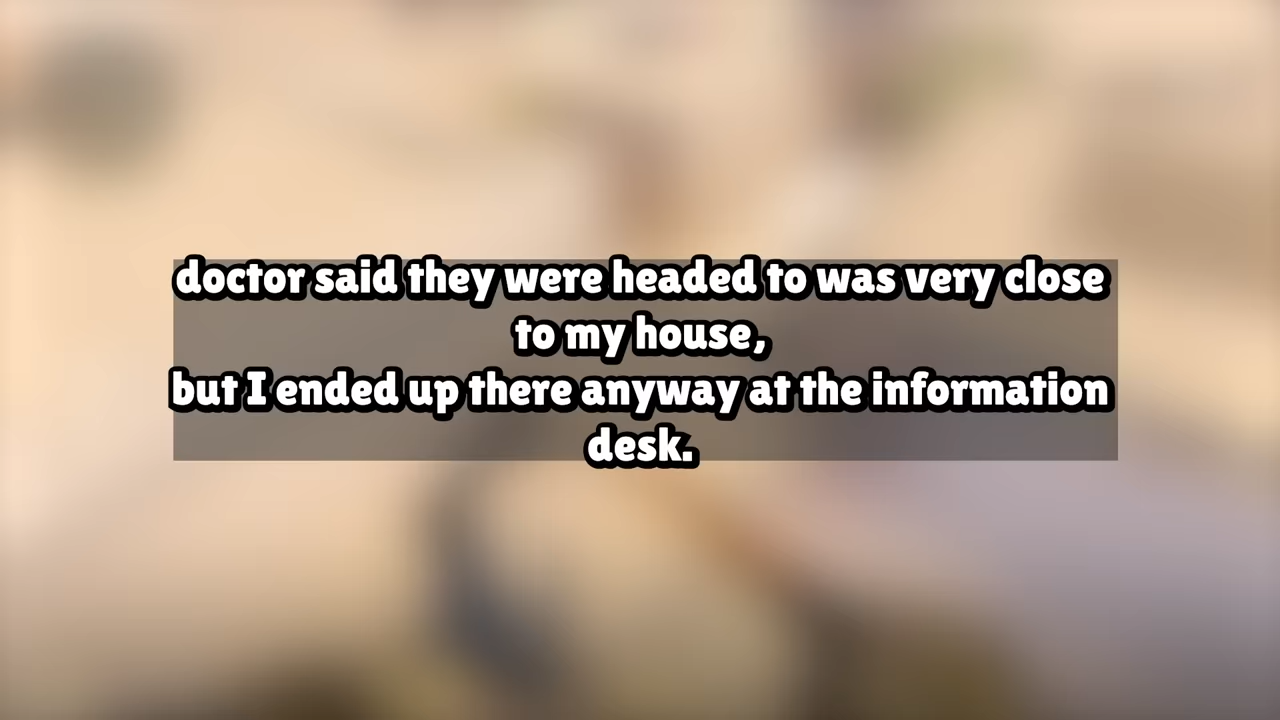 doctor said they were headed to was very close
to my house,
but I ended up there anyway at the information
desk.